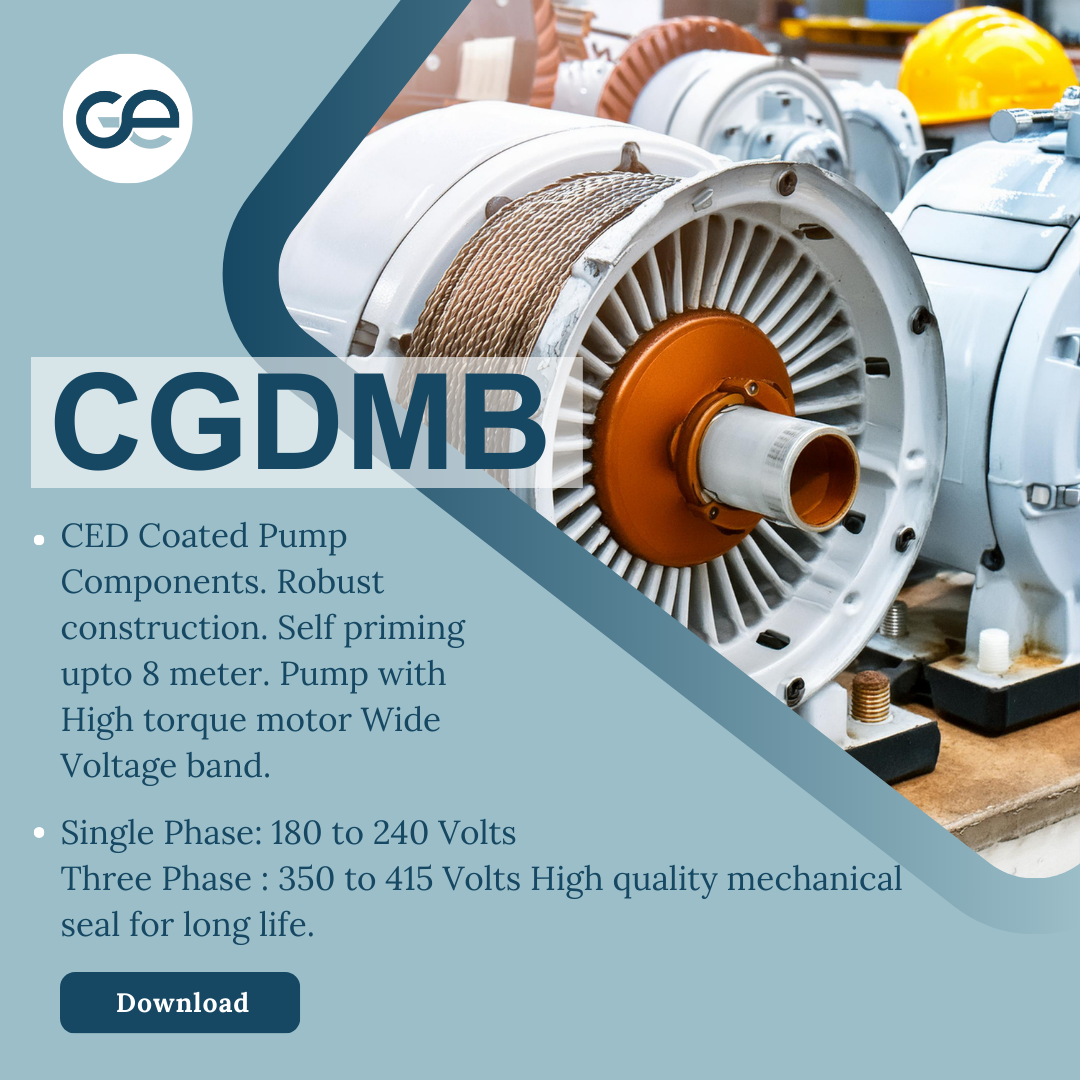 Ge
CGDMB
CED Coated Pump
Components. Robust
construction. Self priming
upto 8 meter. Pump with
High torque motor Wide
Voltage band.
Single Phase: 180 to 240 Volts
Three Phase : 350 to 415 Volts High quality mechanical
seal for long life.
Download